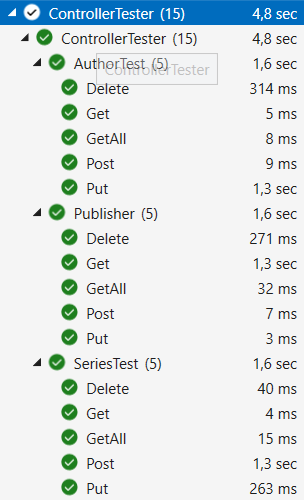 ControllerTester (15) 4,8 sec
ControllerTester (15) 4,8 sec
AuthorTest (5) 1,6 sec
ControllerTester
Delete 314 ms
Get 5 ms
GetAll 8 ms
Post 9 ms
Put 1,3 sec
Publisher (5) 1,6 sec
Delete 271 ms
Get 1,3 sec
GetAll 32 ms
Post 7 ms
Put 3 ms
SeriesTest (5) 1,6 sec
Delete 40 ms
Get 4 ms
GetAll 15 ms
Post 1,3 sec
Put 263 ms